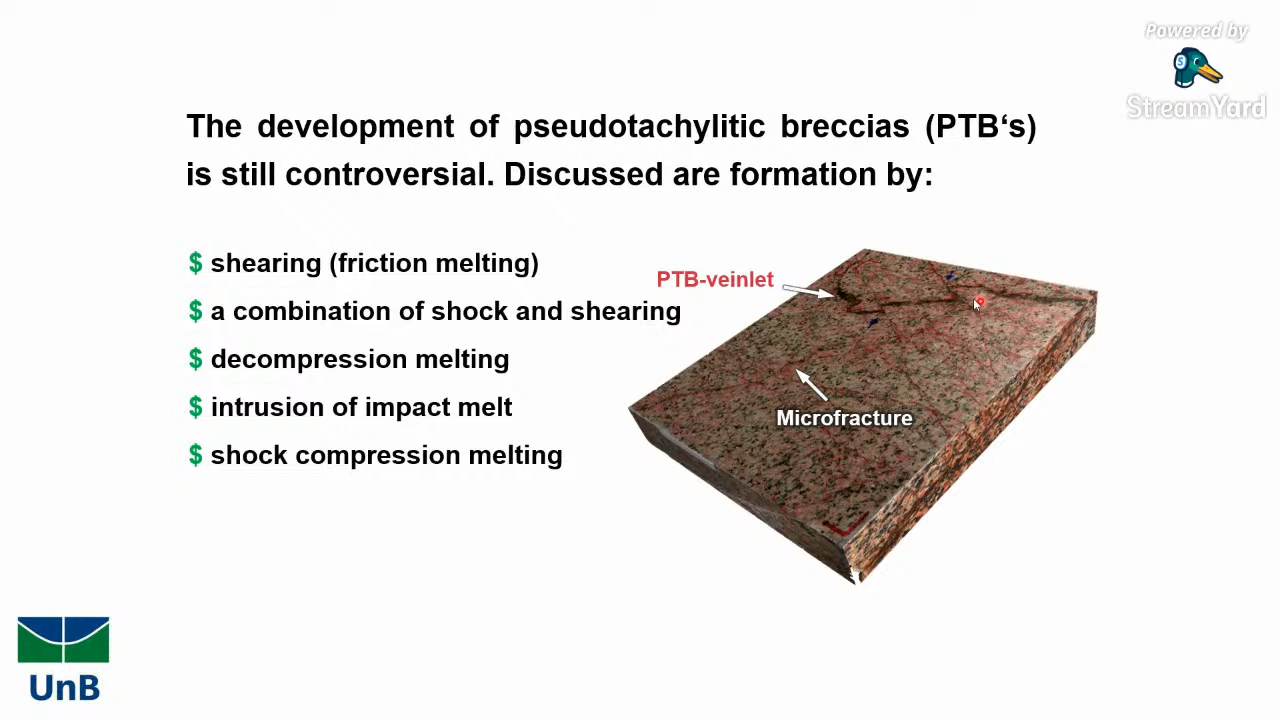 Powered by
StreamYard
The development of pseudotachylitic breccias (PTB‘s)
is still controversial. Discussed are formation by:
$ shearing (friction melting)
$ a combination of shock and shearing
$ decompression melting
$ intrusion of impact melt
$ shock compression melting
PTB-veinlet
Microfracture
UnB